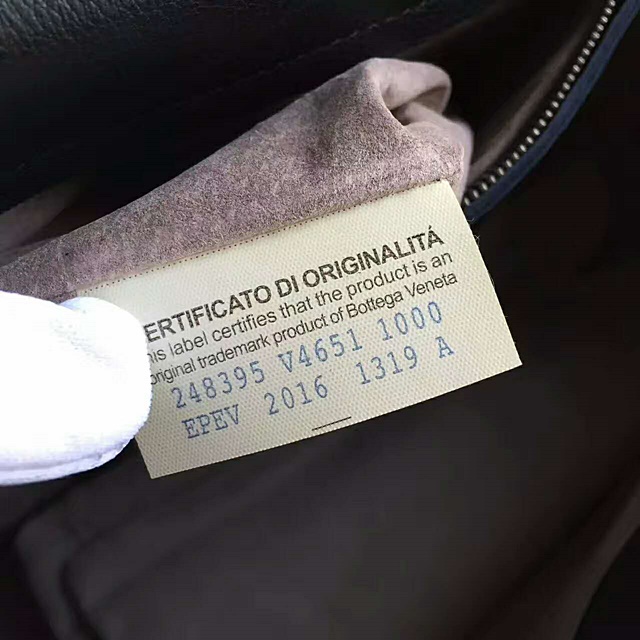 ERTIFICATO DI ORIGINALITÁ
his label certifies that the product is an
original trademark product of Bottega Veneta
248395 V4651 1000
EPEV 2016 1319 A